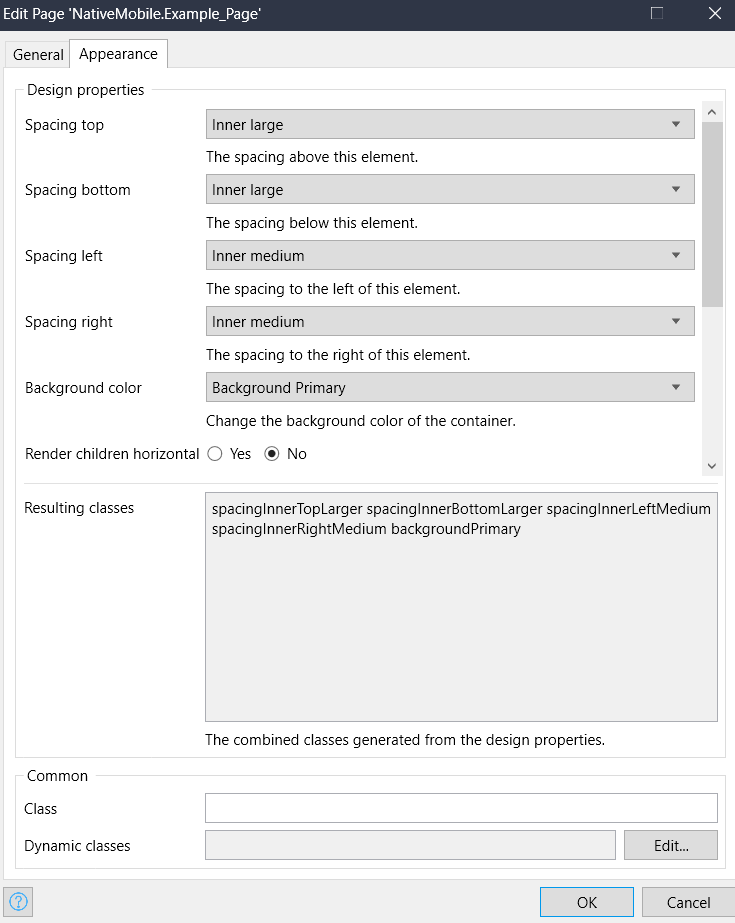 Edit Page 'NativeMobile.Example_Page'
General Appearance
Design properties
Spacing top Inner large
The spacing above this element.
Spacing bottom Inner large
The spacing below this element.
Spacing left Inner medium
The spacing to the left of this element.
Spacing right Inner medium
The spacing to the right of this element.
Background color Background Primary
Change the background color of the container.
Render children horizontal Yes No
Resulting classes spacingInnerTopLarger spacingInnerBottomLarger spacingInnerLeftMedium
spacingInnerRightMedium backgroundPrimary
The combined classes generated from the design properties.
Common
Class
Dynamic classes Edit...
? OK Cancel